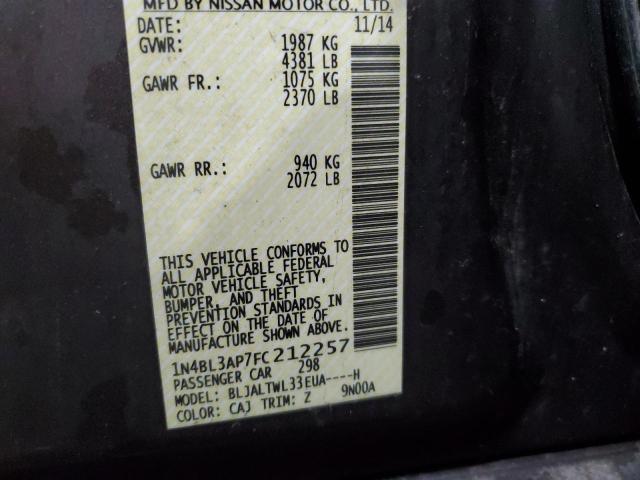 MFD BY NISSAN MOTOR CO., LTD.
DATE: 11/14
GVWR: 1987 KG
4381 LB
GAWR FR.: 1075 KG
2370 LB
GAWR RR.: 940 KG
2072 LB
THIS VEHICLE CONFORMS TO
ALL APPLICABLE FEDERAL
MOTOR VEHICLE SAFETY,
BUMPER, AND THEFT
PREVENTION STANDARDS IN
EFFECT ON THE DATE OF
MANUFACTURE SHOWN ABOVE.
1N4BL3AP7FC212257
PASSENGER CAR 298
MODEL: BLJALTWL33EUA----H
COLOR: CAJ TRIM: Z 9N00A